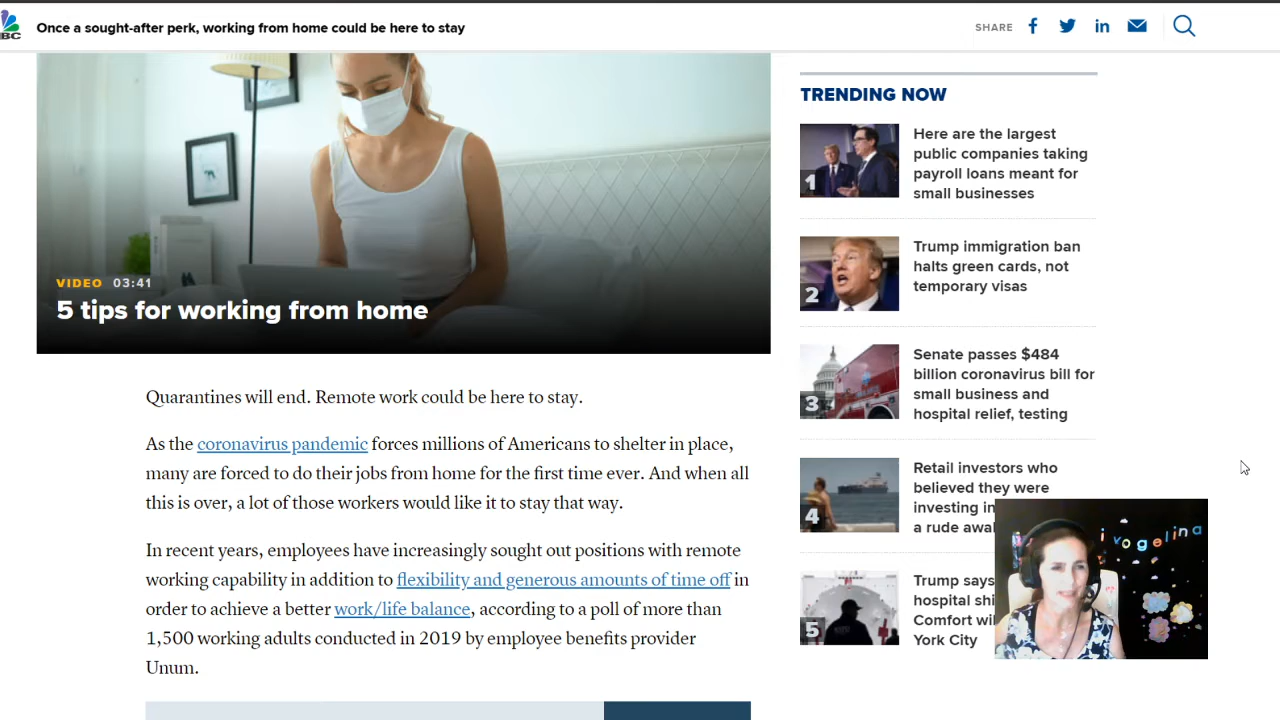 BC
Once a sought-after perk, working from home could be here to stay
SHARE
VIDEO 03:41
5 tips for working from home
Quarantines will end. Remote work could be here to stay.
As the coronavirus pandemic forces millions of Americans to shelter in place,
many are forced to do their jobs from home for the first time ever. And when all
this is over, a lot of those workers would like it to stay that way.
In recent years, employees have increasingly sought out positions with remote
working capability in addition to flexibility and generous amounts of time off in
order to achieve a better work/life balance, according to a poll of more than
1,500 working adults conducted in 2019 by employee benefits provider
Unum.
TRENDING NOW
1
Here are the largest
public companies taking
payroll loans meant for
small businesses
2
Trump immigration ban
halts green cards, not
temporary visas
3
Senate passes $484
billion coronavirus bill for
small business and
hospital relief, testing
4
Retail investors who
believed they were
investing in
a rude
5
Trump says
hospital
Comfort
York City
ivogelina